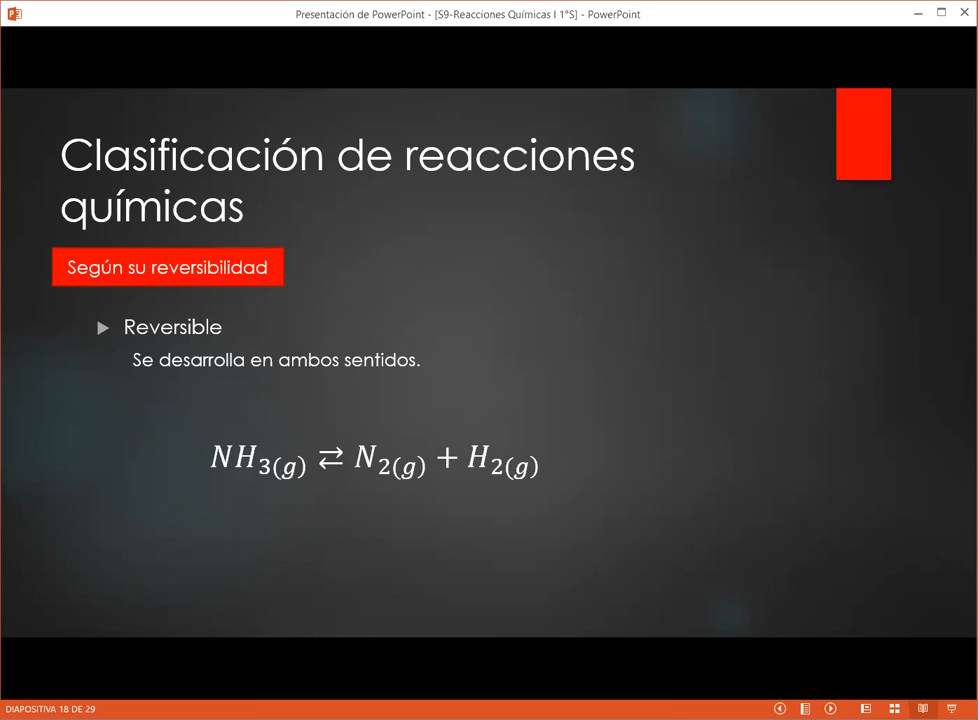 Presentación de PowerPoint - [S9-Reacciones Químicas I 1°S] - PowerPoint
Clasificación de reacciones
químicas
Según su reversibilidad
Reversible
Se desarrolla en ambos sentidos.
NH₃(g) ⇄ N₂(g) + H₂(g)
DIAPOSITIVA 18 DE 29